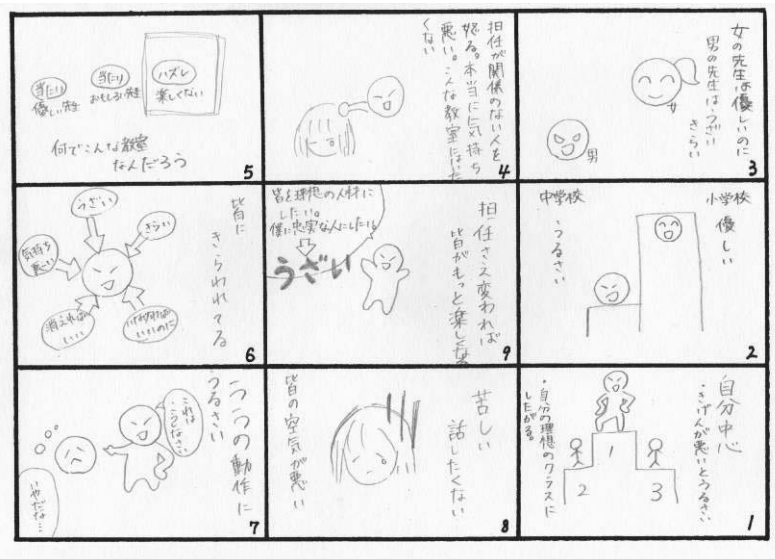 自分中心
・きげんが悪いとうるさい
・自分の理想のクラスに
したがる。
1
2
3
1
小学校
優しい
中学校
うるさい
2
女の先生は優しいのに
男の先生はうざい
きらい
女
男
3
担任が関係のない人を
怒る。本当に気持ち
悪い。こんな教室にはた
くない
4
ハズレ
楽しくない
当たり
おもしろい先生
当たり
優しい先生
何でこんな教室
なんだろう
5
皆に
きらわれてる
うざい
きらい
気持ち
悪い
消えれば
いい
いなければ
いいのに
6
一つ一つの動作に
うるさい
これは
こうしなさい
いやだな…
7
苦しい
話したくない
皆の空気が悪い
8
担任さえ変われば
皆がもっと楽しくなる
皆を理想の人材に
したい。
僕に忠実な人にしたい。
うざい
9